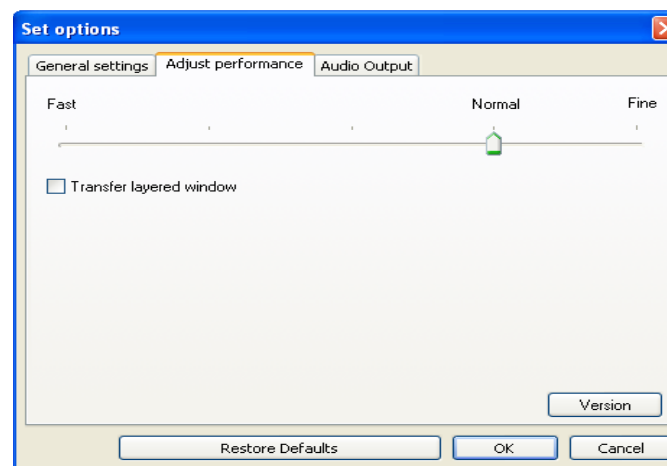 Set options
General settings Adjust performance Audio Output
Fast Normal Fine
Transfer layered window
Version
Restore Defaults OK Cancel